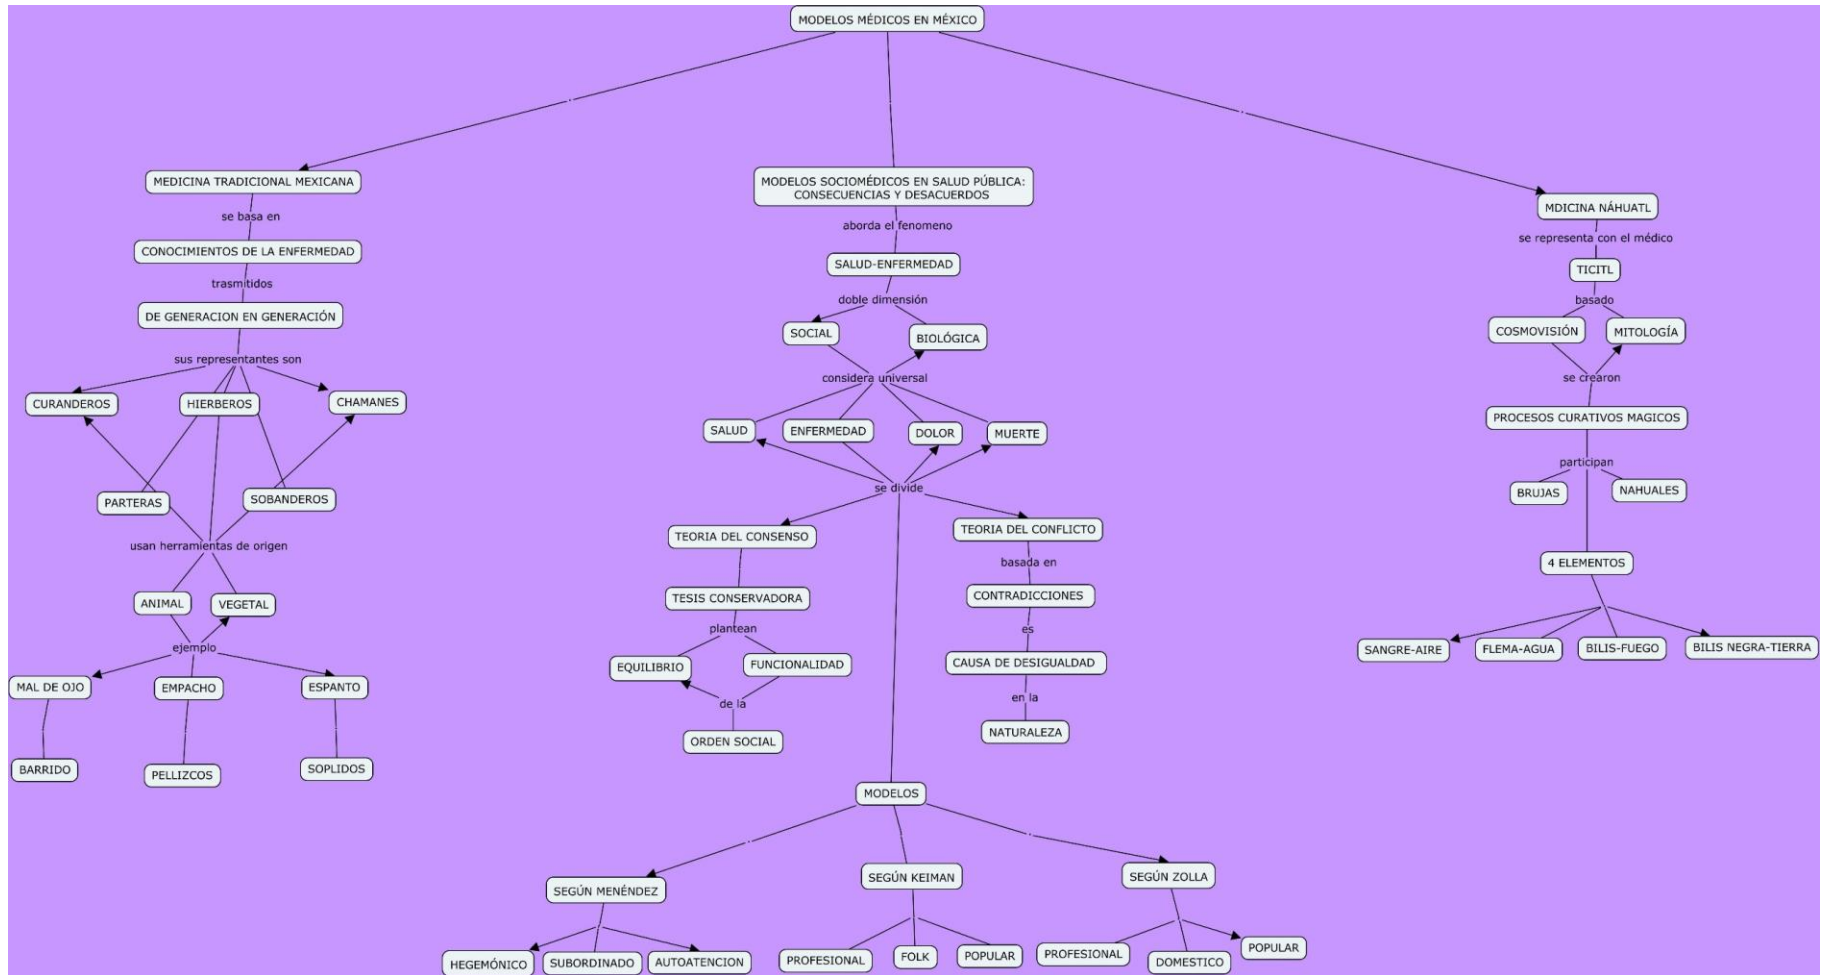 MODELOS MÉDICOS EN MÉXICO
MEDICINA TRADICIONAL MEXICANA
se basa en
CONOCIMIENTOS DE LA ENFERMEDAD
trasmitidos
DE GENERACION EN GENERACIÓN
sus representantes son
CURANDEROS
HIERBEROS
CHAMANES
PARTERAS
SOBANDEROS
usan herramientas de origen
ANIMAL
VEGETAL
ejemplo
MAL DE OJO
EMPACHO
ESPANTO
BARRIDO
PELLIZCOS
SOPLIDOS
MODELOS SOCIOMÉDICOS EN SALUD PÚBLICA:
CONSECUENCIAS Y DESACUERDOS
aborda el fenomeno
SALUD-ENFERMEDAD
doble dimensión
SOCIAL
BIOLÓGICA
considera universal
SALUD
ENFERMEDAD
DOLOR
MUERTE
se divide
TEORIA DEL CONSENSO
TESIS CONSERVADORA
plantean
EQUILIBRIO
FUNCIONALIDAD
de la
ORDEN SOCIAL
TEORIA DEL CONFLICTO
basada en
CONTRADICCIONES
es
CAUSA DE DESIGUALDAD
en la
NATURALEZA
MODELOS
SEGÚN MENÉNDEZ
HEGEMÓNICO
SUBORDINADO
AUTOATENCION
SEGÚN KEIMAN
PROFESIONAL
FOLK
POPULAR
SEGÚN ZOLLA
PROFESIONAL
DOMESTICO
POPULAR
MDICINA NÁHUATL
se representa con el médico
TICITL
basado
COSMOVISIÓN
MITOLOGÍA
se crearon
PROCESOS CURATIVOS MAGICOS
participan
BRUJAS
NAHUALES
4 ELEMENTOS
SANGRE-AIRE
FLEMA-AGUA
BILIS-FUEGO
BILIS NEGRA-TIERRA